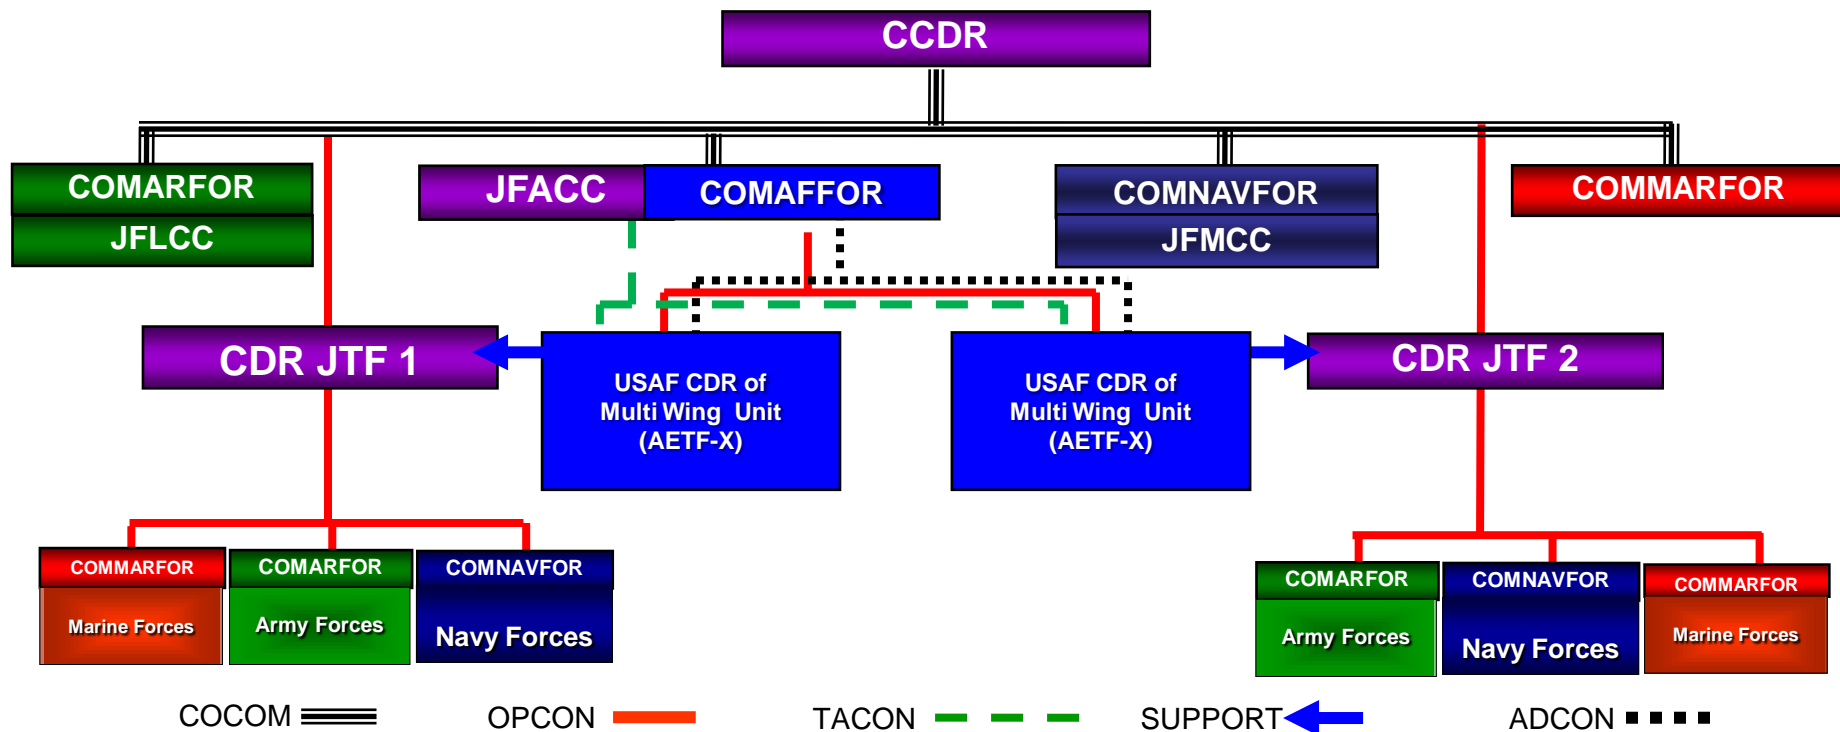 CCDR
COMARFOR
JFLCC
JFACC
COMAFFOR
COMNAVFOR
JFMCC
COMMARFOR
CDR JTF 1
USAF CDR of
Multi Wing Unit
(AETF-X)
USAF CDR of
Multi Wing Unit
(AETF-X)
CDR JTF 2
COMMARFOR
Marine Forces
COMARFOR
Army Forces
COMNAVFOR
Navy Forces
COMARFOR
Army Forces
COMNAVFOR
Navy Forces
COMMARFOR
Marine Forces
COCOM
OPCON
TACON
SUPPORT
ADCON